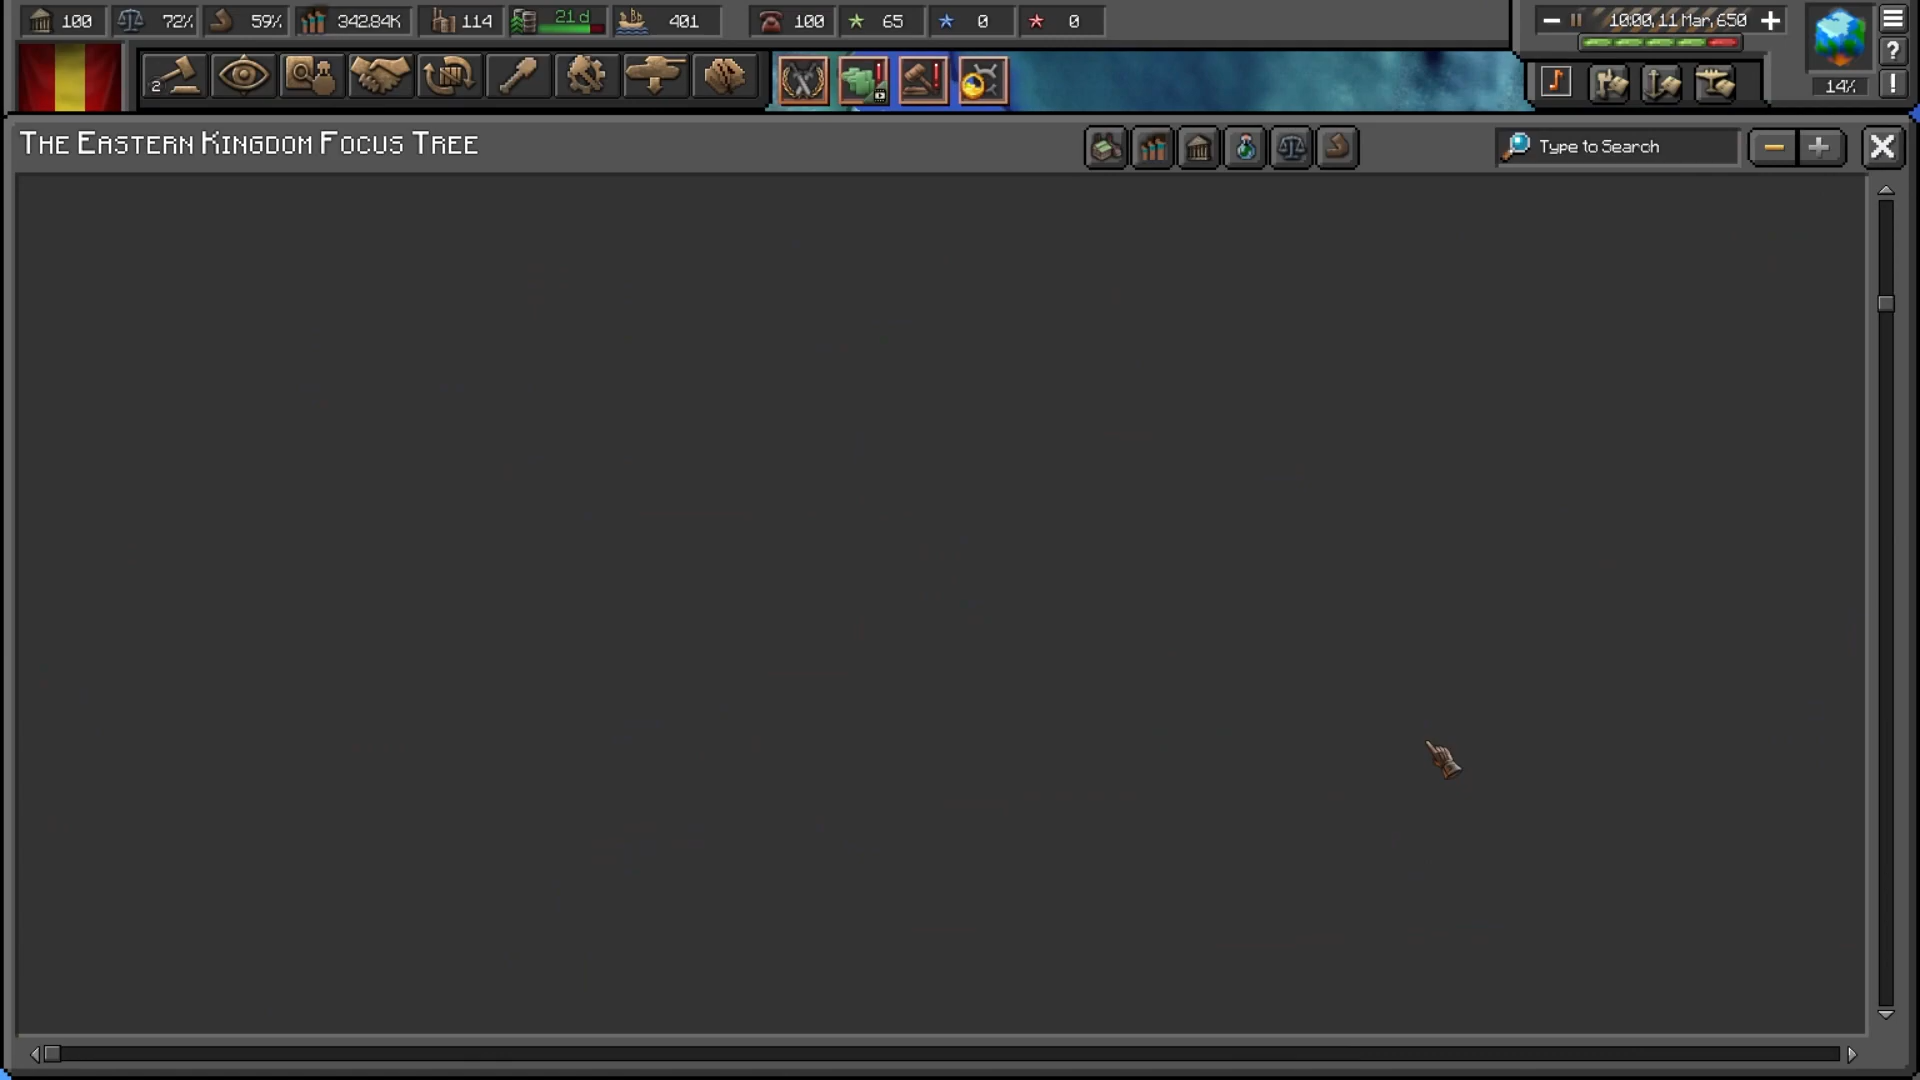 100 72% 59% 342.84K 114 21 d 401 100 65 0 0 10:00, 11 Mar, 650
2
14%
The Eastern Kingdom Focus Tree
Type to Search